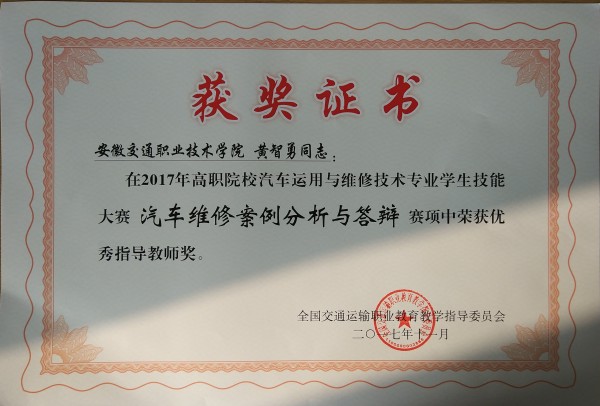 获奖证书
安徽交通职业技术学院 黄智勇同志：
在2017年高职院校汽车运用与维修技术专业学生技能
大赛 汽车维修案例分析与答辩 赛项中荣获优
秀指导教师奖。
全国交通运输职业教育教学指导委员会
二〇一七年十一月